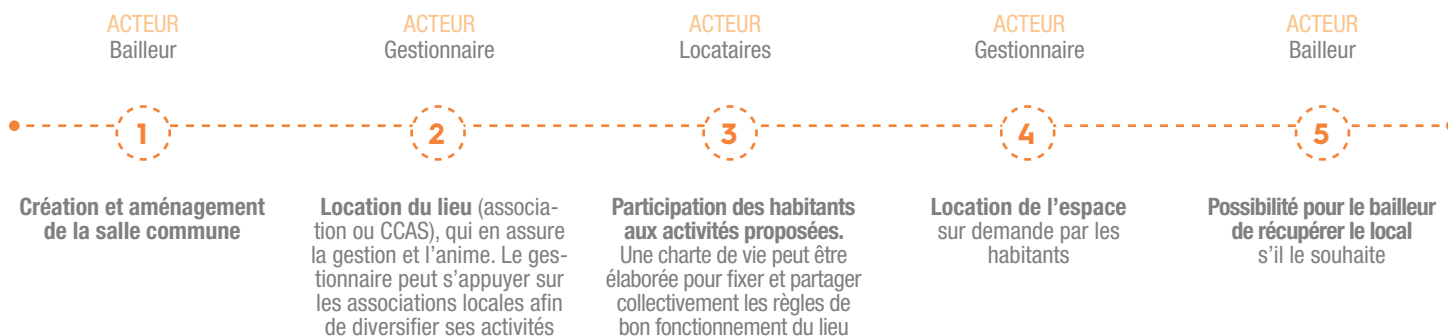 ACTEUR
Bailleur
1
Création et aménagement
de la salle commune
ACTEUR
Gestionnaire
2
Location du lieu (associa-
tion ou CCAS), qui en assure
la gestion et l’anime. Le ges-
tionnaire peut s’appuyer sur
les associations locales afin
de diversifier ses activités
ACTEUR
Locataires
3
Participation des habitants
aux activités proposées.
Une charte de vie peut être
élaborée pour fixer et partager
collectivement les règles de
bon fonctionnement du lieu
ACTEUR
Gestionnaire
4
Location de l’espace
sur demande par les
habitants
ACTEUR
Bailleur
5
Possibilité pour le bailleur
de récupérer le local
s’il le souhaite